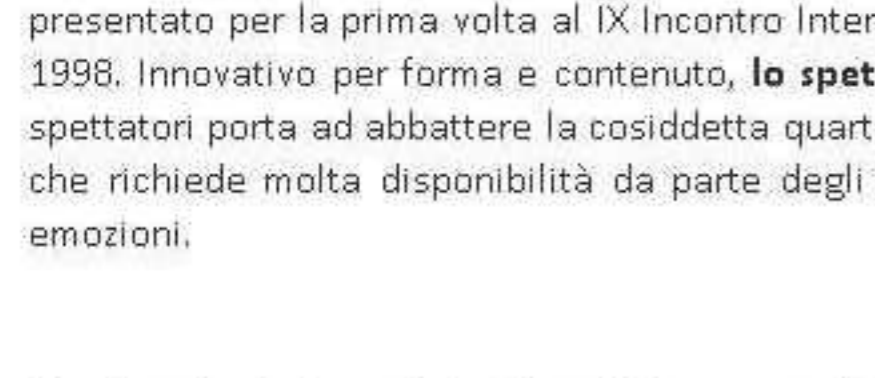 presentato per la prima volta al IX Incontro Inter
1998. Innovativo per forma e contenuto, lo spet
spettatori porta ad abbattere la cosiddetta quart
che richiede molta disponibilità da parte degli
emozioni.